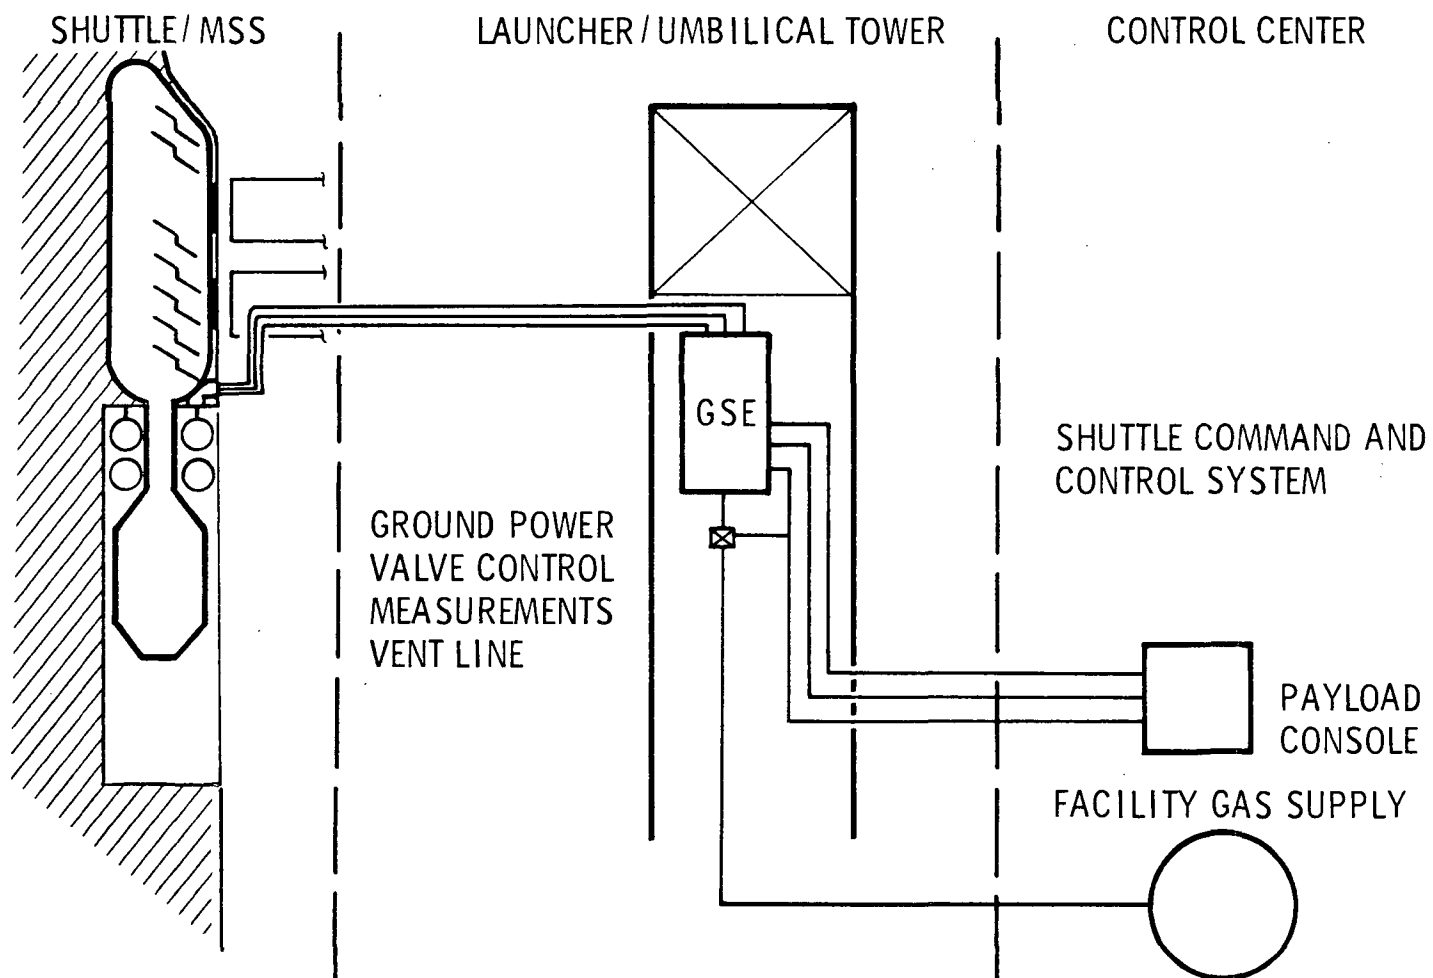 SHUTTLE/MSS
LAUNCHER/UMBILICAL TOWER
CONTROL CENTER
GSE
GROUND POWER
VALVE CONTROL
MEASUREMENTS
VENT LINE
SHUTTLE COMMAND AND
CONTROL SYSTEM
PAYLOAD
CONSOLE
FACILITY GAS SUPPLY